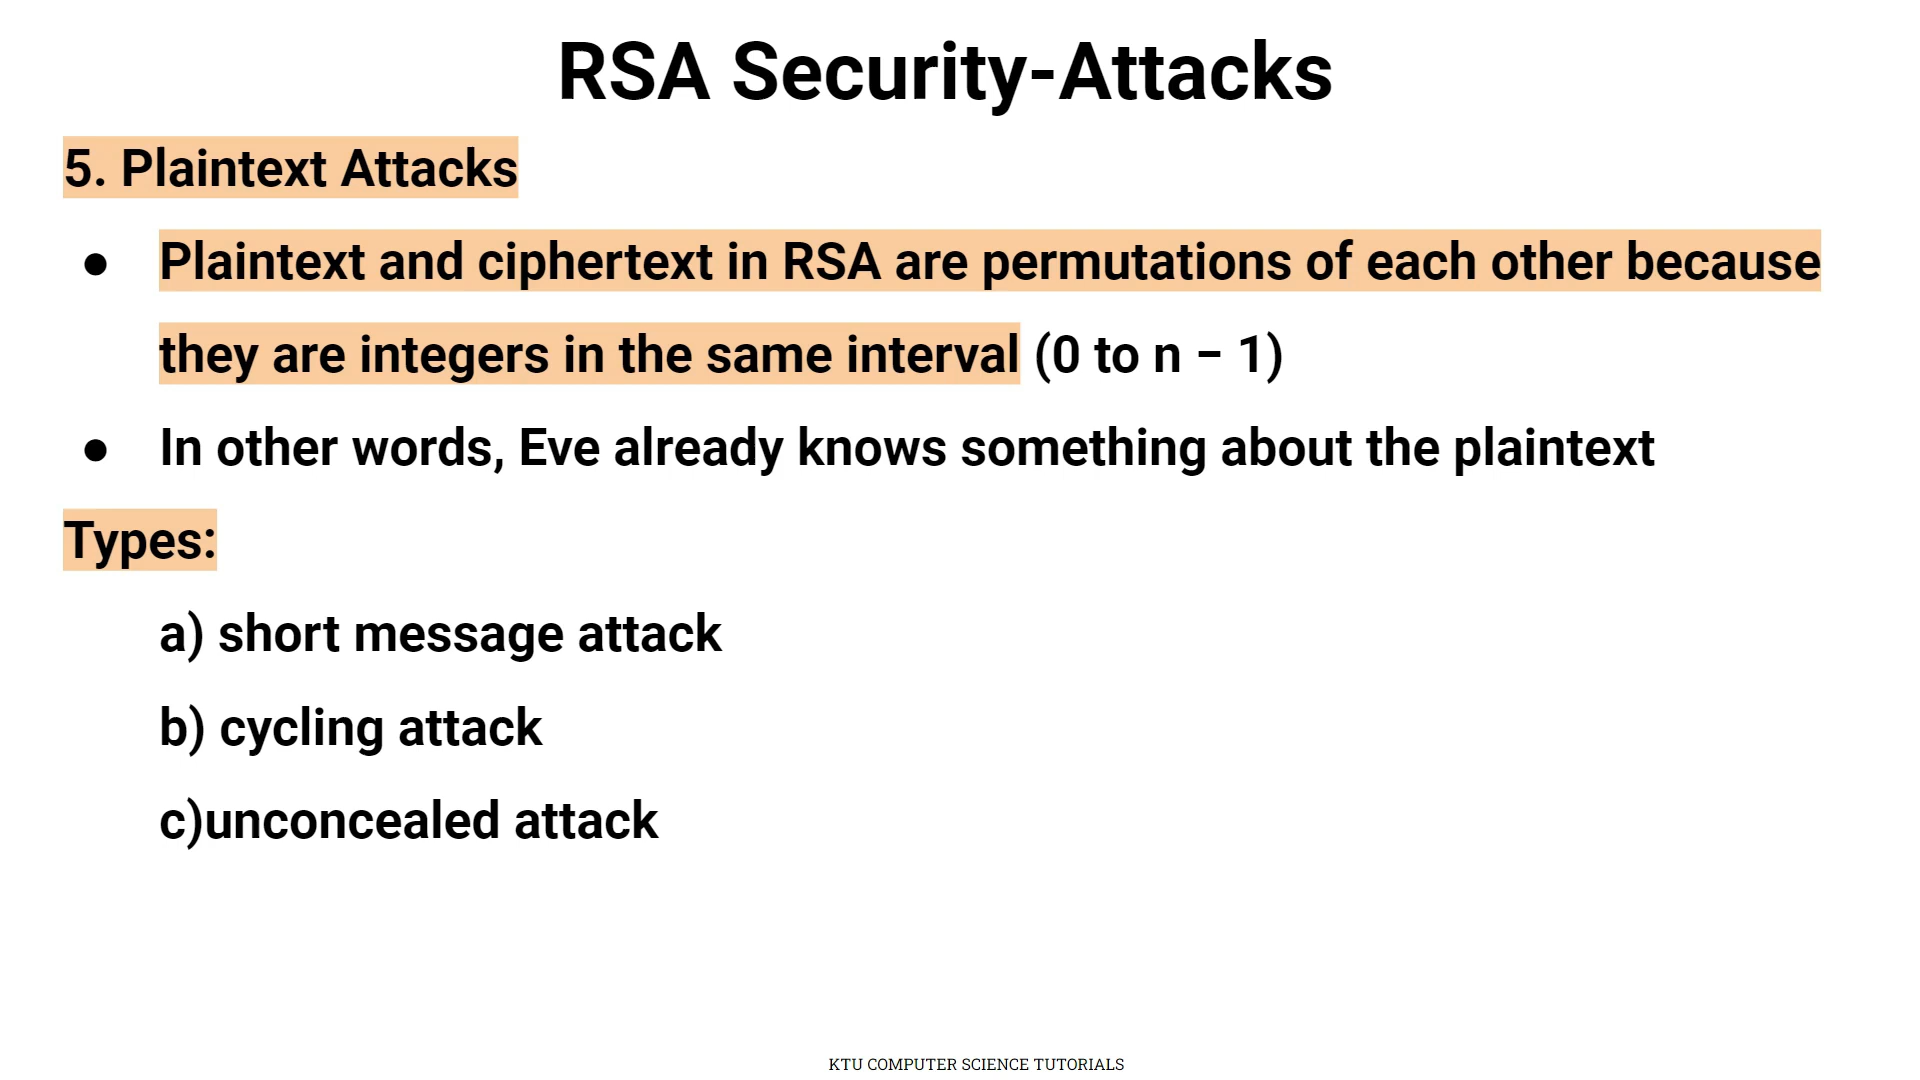 RSA Security-Attacks
5. Plaintext Attacks
● Plaintext and ciphertext in RSA are permutations of each other because
they are integers in the same interval (0 to n − 1)
● In other words, Eve already knows something about the plaintext
Types:
a) short message attack
b) cycling attack
c)unconcealed attack
KTU COMPUTER SCIENCE TUTORIALS